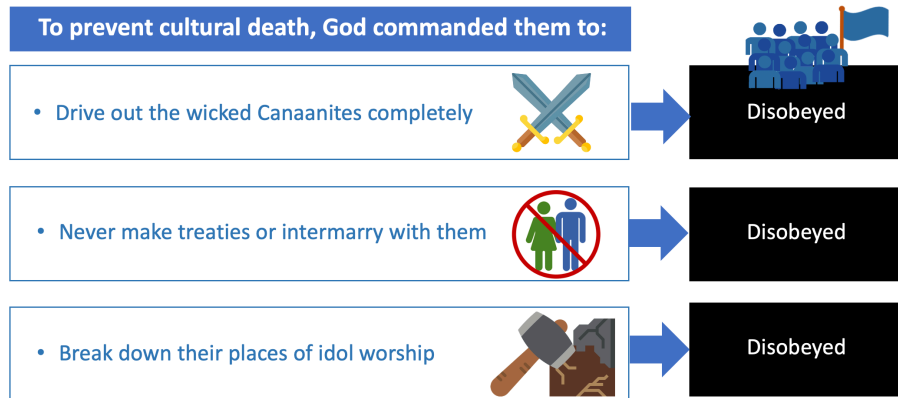 To prevent cultural death, God commanded them to:
• Drive out the wicked Canaanites completely
Disobeyed
• Never make treaties or intermarry with them
Disobeyed
• Break down their places of idol worship
Disobeyed